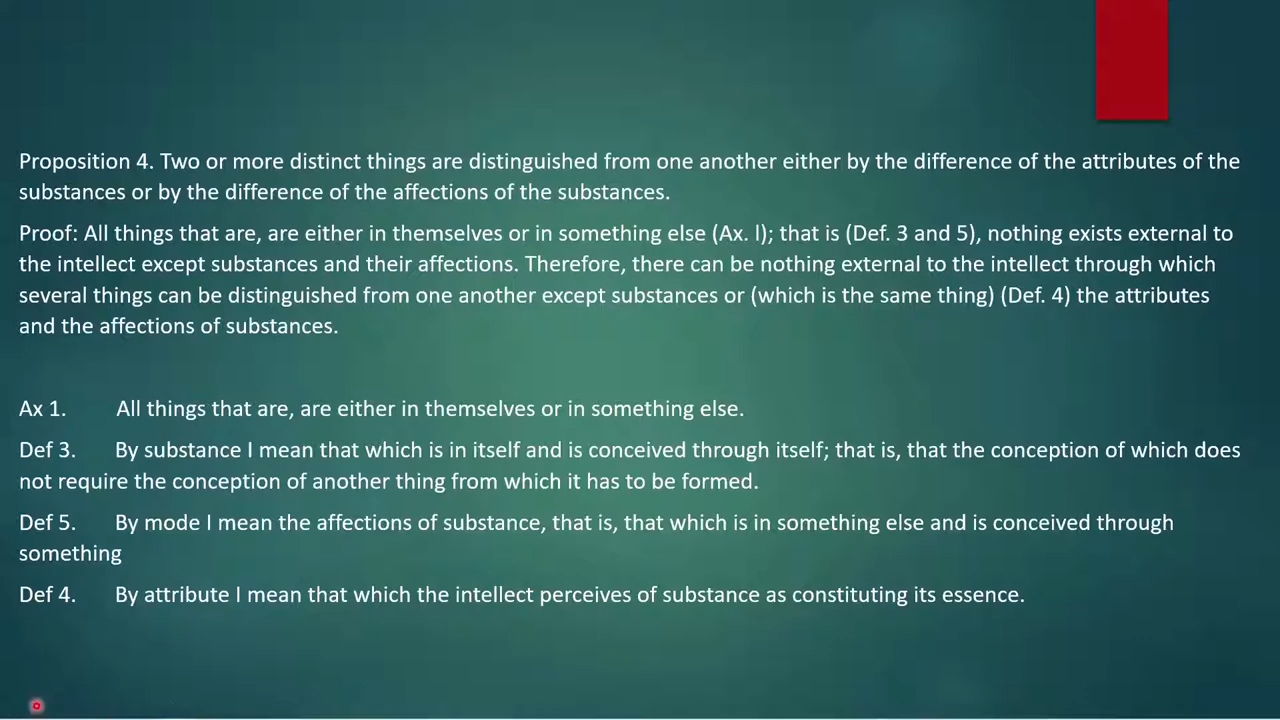 Proposition 4. Two or more distinct things are distinguished from one another either by the difference of the attributes of the
substances or by the difference of the affections of the substances.
Proof: All things that are, are either in themselves or in something else (Ax. I); that is (Def. 3 and 5), nothing exists external to
the intellect except substances and their affections. Therefore, there can be nothing external to the intellect through which
several things can be distinguished from one another except substances or (which is the same thing) (Def. 4) the attributes
and the affections of substances.
Ax 1. All things that are, are either in themselves or in something else.
Def 3. By substance I mean that which is in itself and is conceived through itself; that is, that the conception of which does
not require the conception of another thing from which it has to be formed.
Def 5. By mode I mean the affections of substance, that is, that which is in something else and is conceived through
something
Def 4. By attribute I mean that which the intellect perceives of substance as constituting its essence.